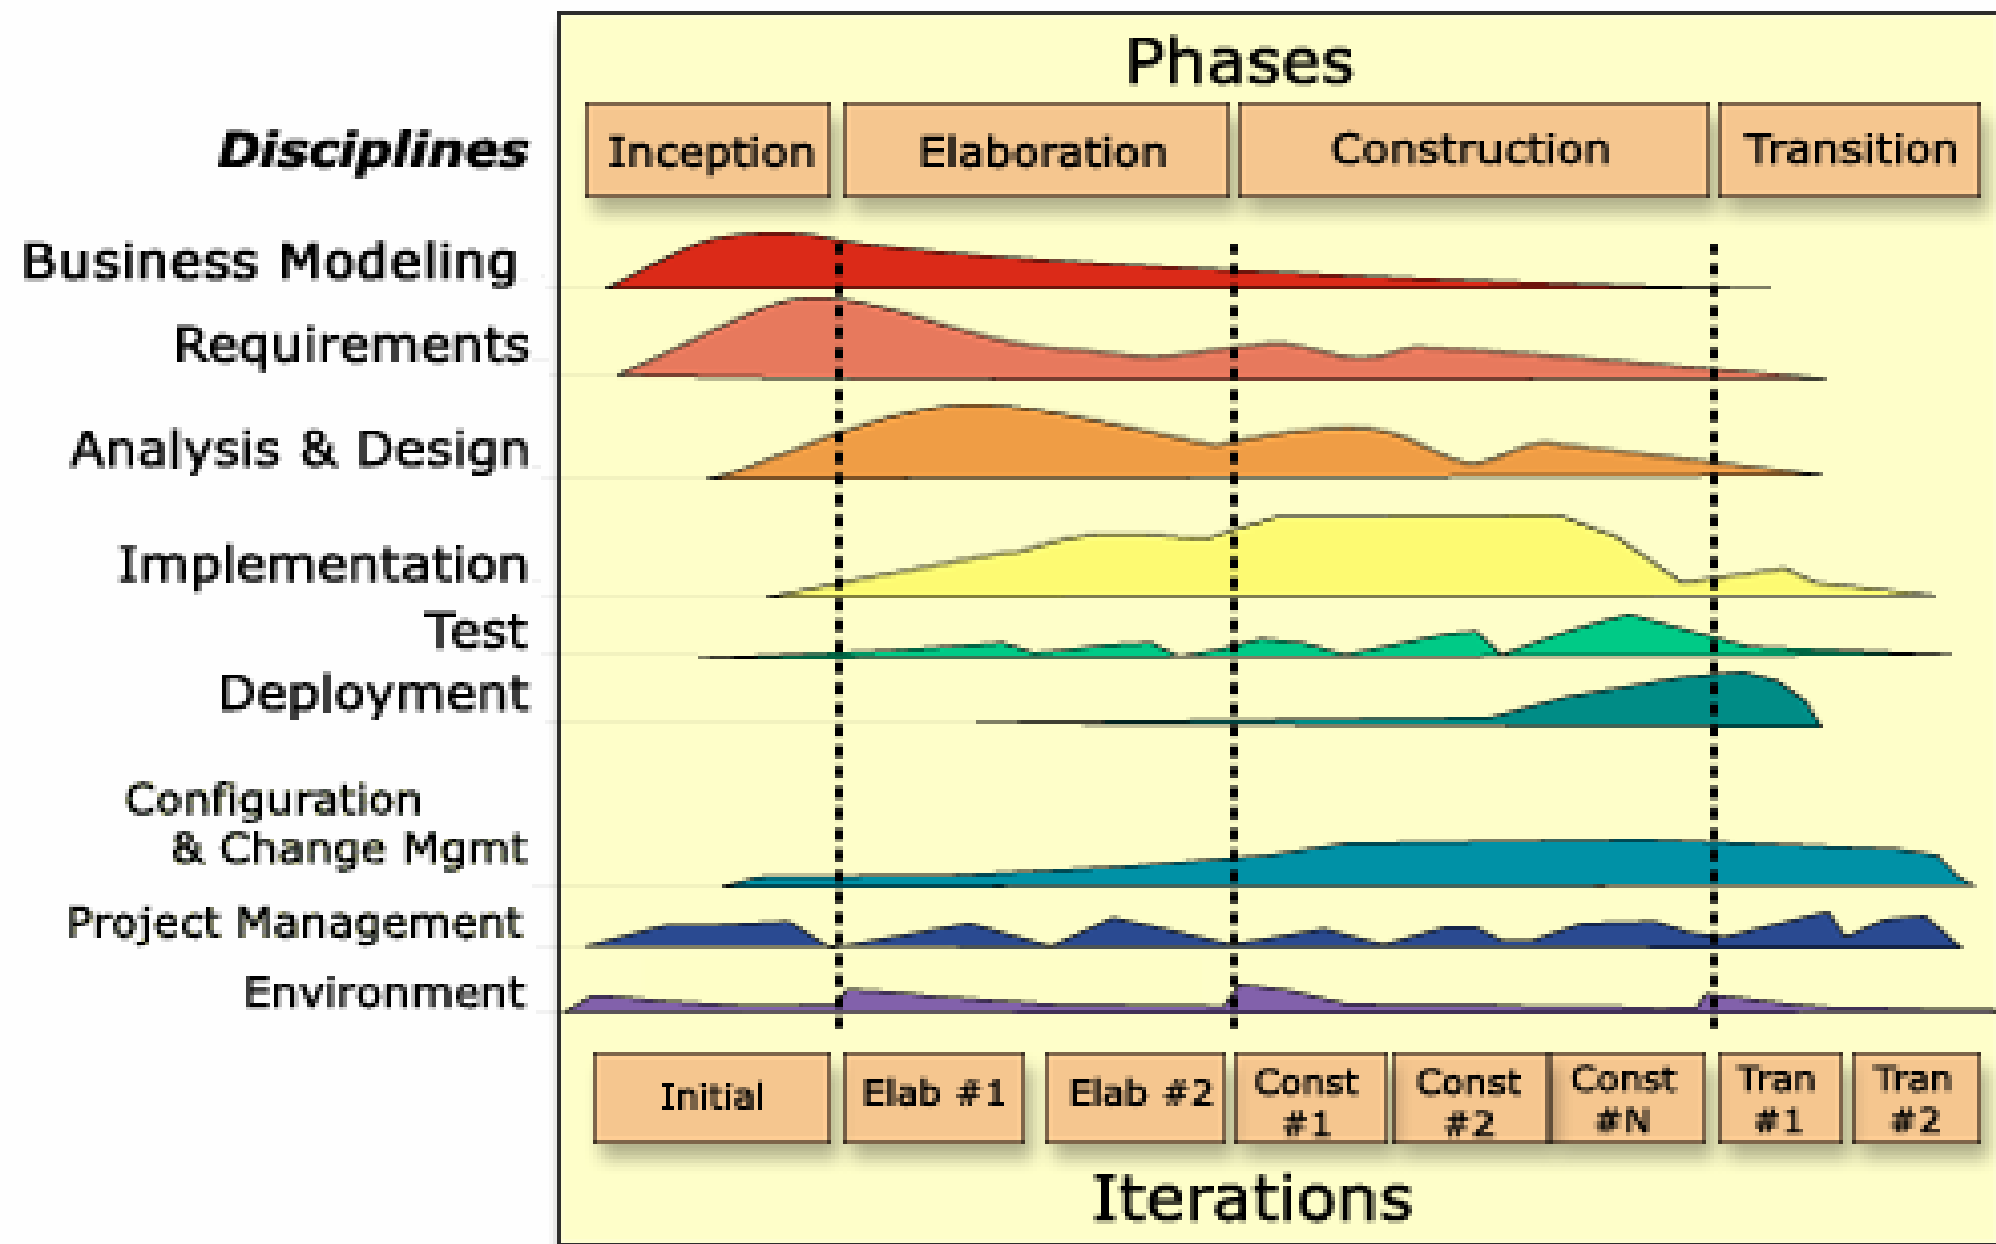 Phases
Disciplines
Inception
Elaboration
Construction
Transition
Business Modeling
Requirements
Analysis & Design
Implementation
Test
Deployment
Configuration
& Change Mgmt
Project Management
Environment
Initial
Elab #1
Elab #2
Const
#1
Const
#2
Const
#N
Tran
#1
Tran
#2
Iterations